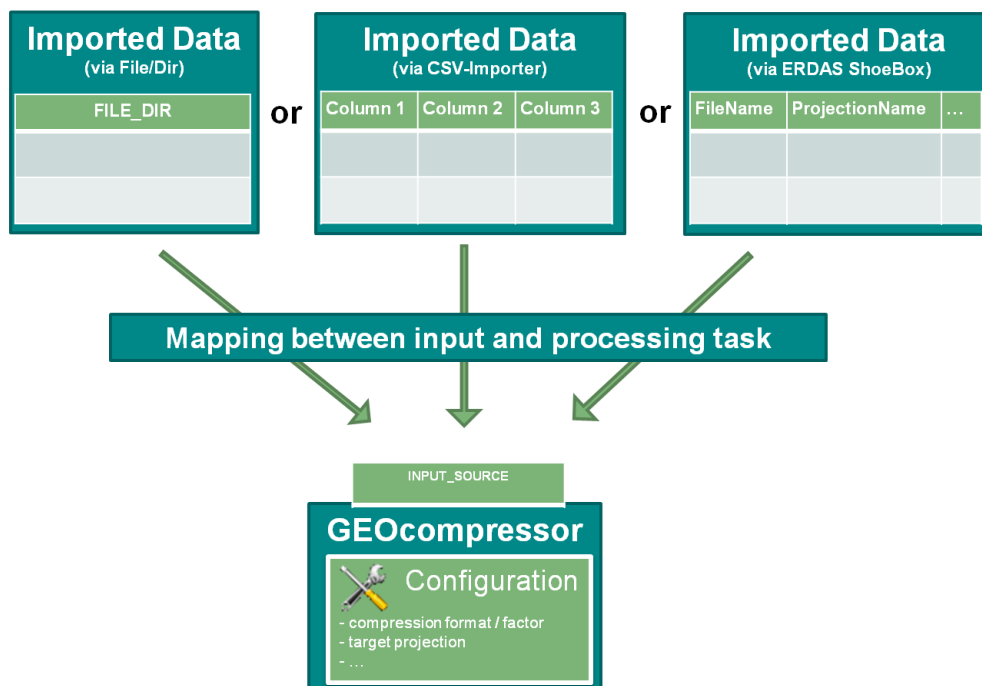 Imported Data
(via File/Dir)
FILE_DIR
or
Imported Data
(via CSV-Importer)
Column 1 Column 2 Column 3
or
Imported Data
(via ERDAS ShoeBox)
FileName ProjectionName ...
Mapping between input and processing task
INPUT_SOURCE
GEOcompressor
Configuration
- compression format / factor
- target projection
- ...